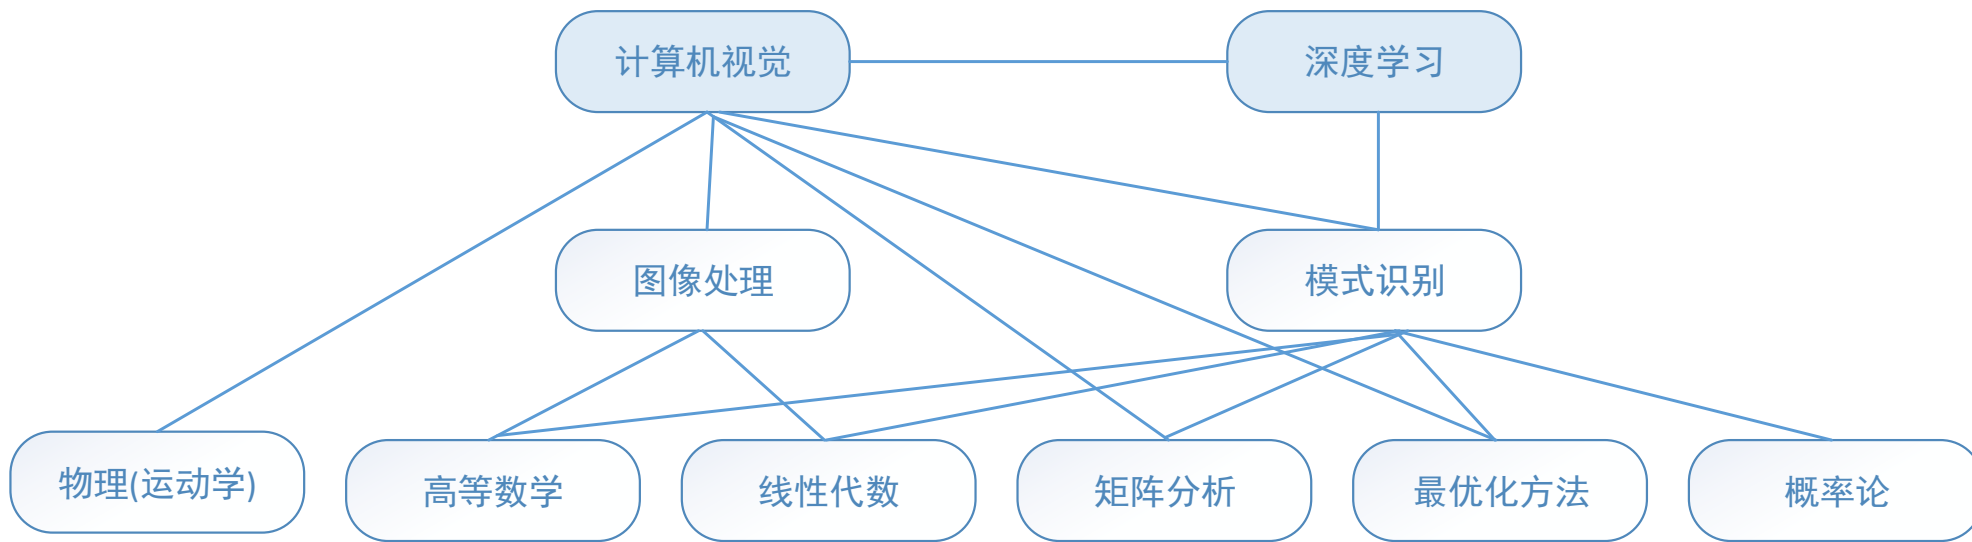 计算机视觉
深度学习
图像处理
模式识别
物理(运动学)
高等数学
线性代数
矩阵分析
最优化方法
概率论